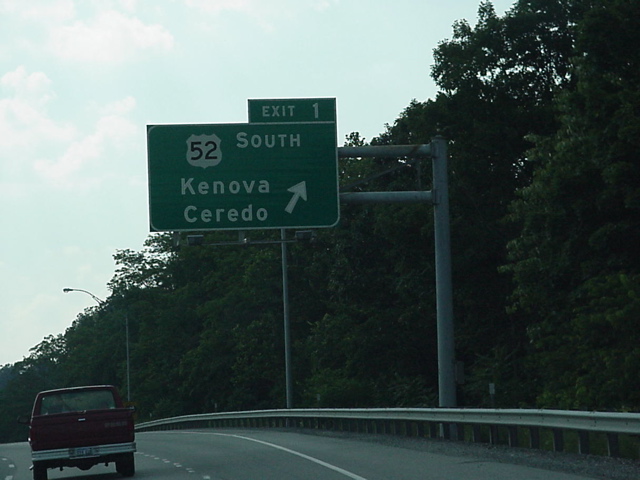 EXIT 1
52 SOUTH
Kenova
Ceredo